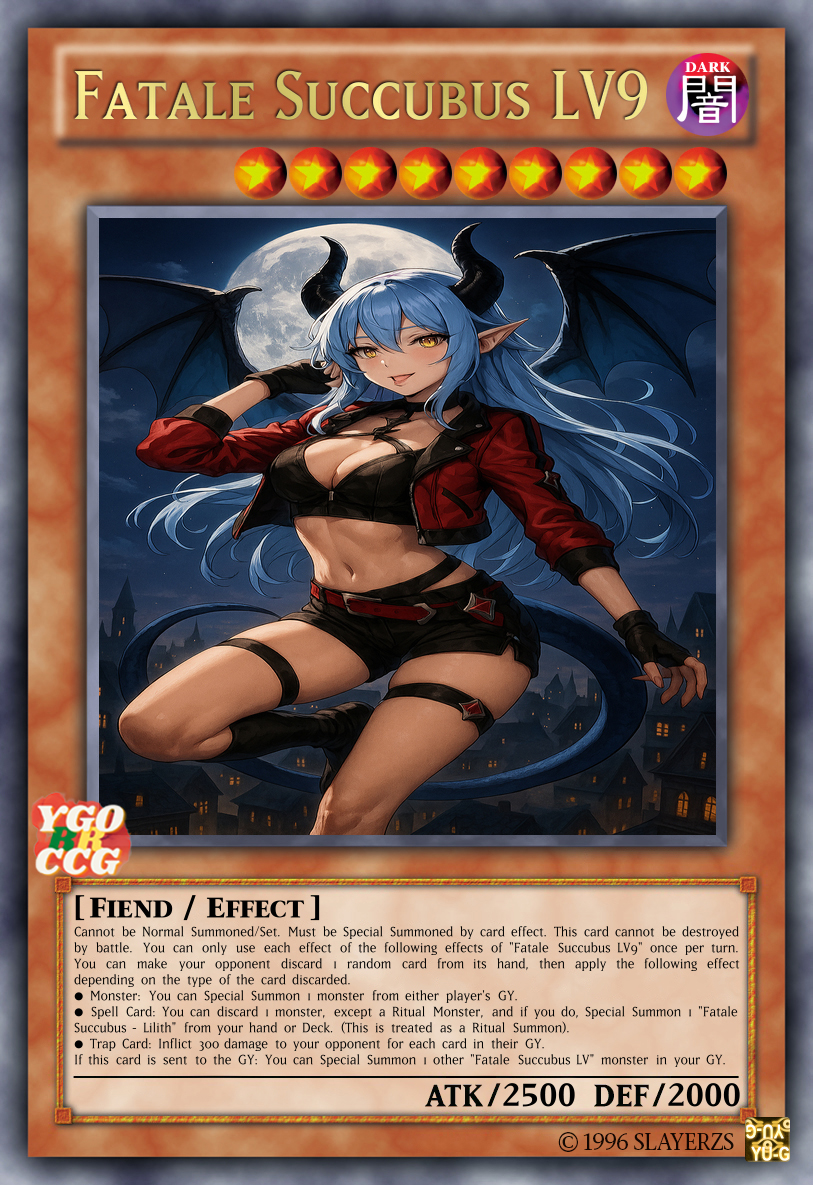 FATALE SUCCUBUS LV9
DARK
闇
YGO
BR
CCG
[ FIEND / EFFECT ]
Cannot be Normal Summoned/Set. Must be Special Summoned by card effect. This card cannot be destroyed
by battle. You can only use each effect of the following effects of "Fatale Succubus LV9" once per turn.
You can make your opponent discard 1 random card from its hand, then apply the following effect
depending on the type of the card discarded.
● Monster: You can Special Summon 1 monster from either player's GY.
● Spell Card: You can discard 1 monster, except a Ritual Monster, and if you do, Special Summon 1 "Fatale
Succubus - Lilith" from your hand or Deck. (This is treated as a Ritual Summon).
● Trap Card: Inflict 300 damage to your opponent for each card in their GY.
If this card is sent to the GY: You can Special Summon 1 other "Fatale Succubus LV" monster in your GY.
ATK/2500 DEF/2000
© 1996 SLAYERZS
YU-G